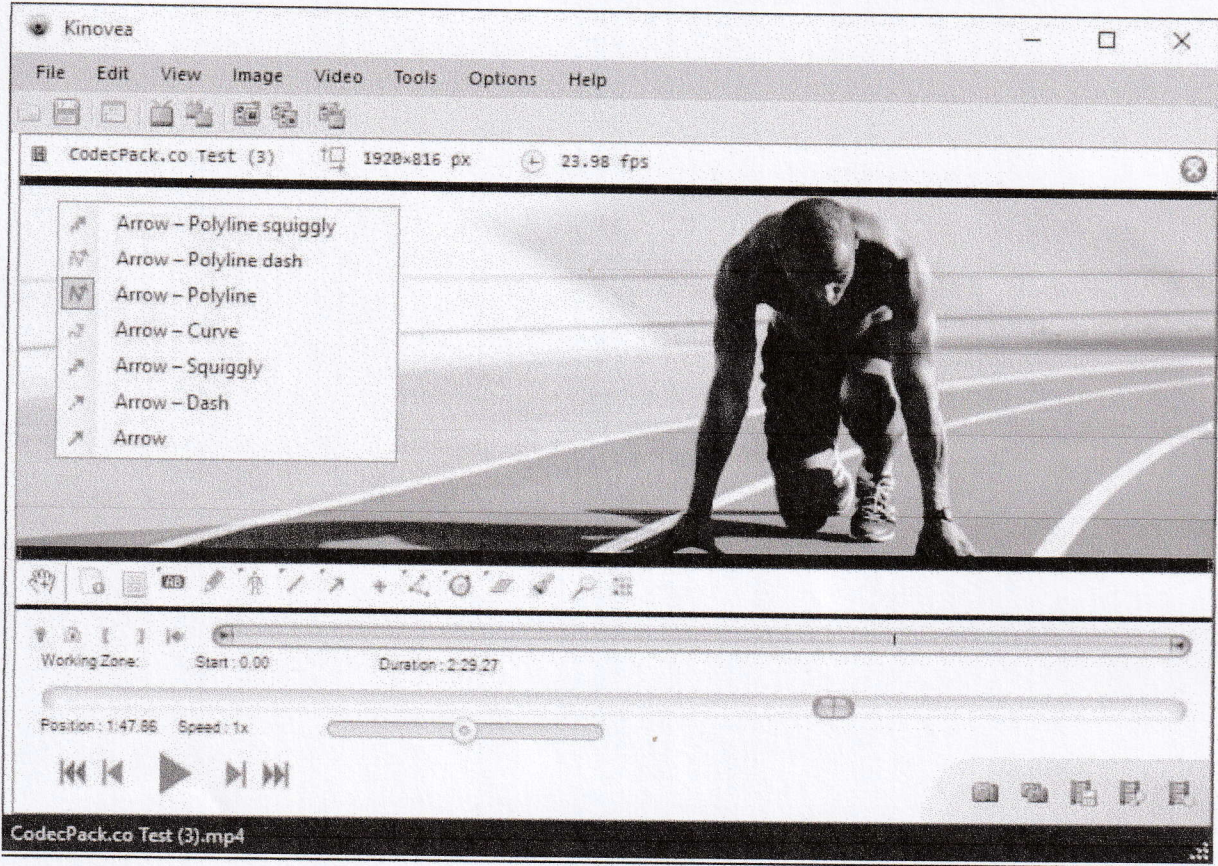 Kinovea
File Edit View Image Video Tools Options Help
CodecPack.co Test (3) 1920×816 px 23.98 fps
Arrow – Polyline squiggly
Arrow – Polyline dash
Arrow – Polyline
Arrow – Curve
Arrow – Squiggly
Arrow – Dash
Arrow
AB
Working Zone: Start : 0.00 Duration : 2:29.27
Position : 1:47.86 Speed : 1x
CodecPack.co Test (3).mp4